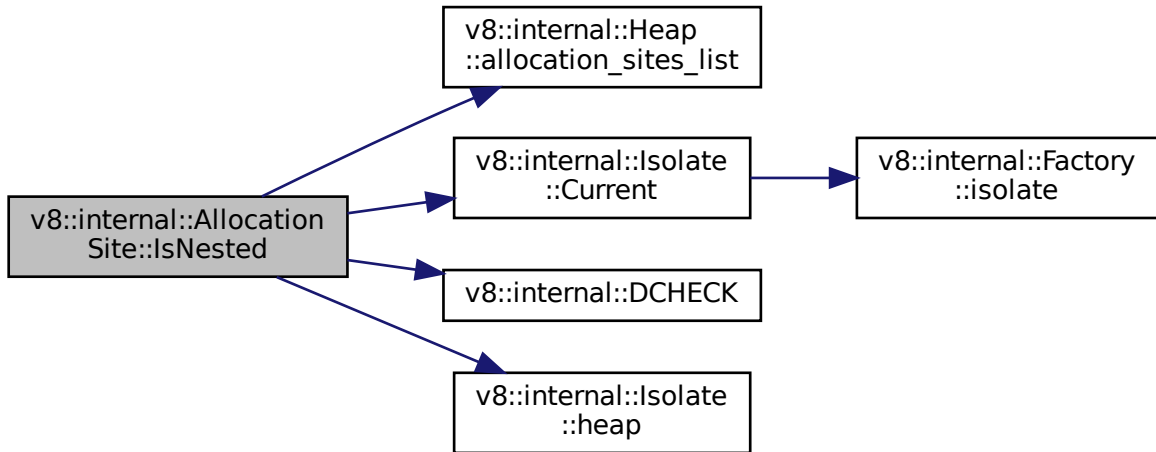 v8::internal::Heap
::allocation_sites_list
v8::internal::Isolate
::Current
v8::internal::Factory
::isolate
v8::internal::Allocation
Site::IsNested
v8::internal::DCHECK
v8::internal::Isolate
::heap